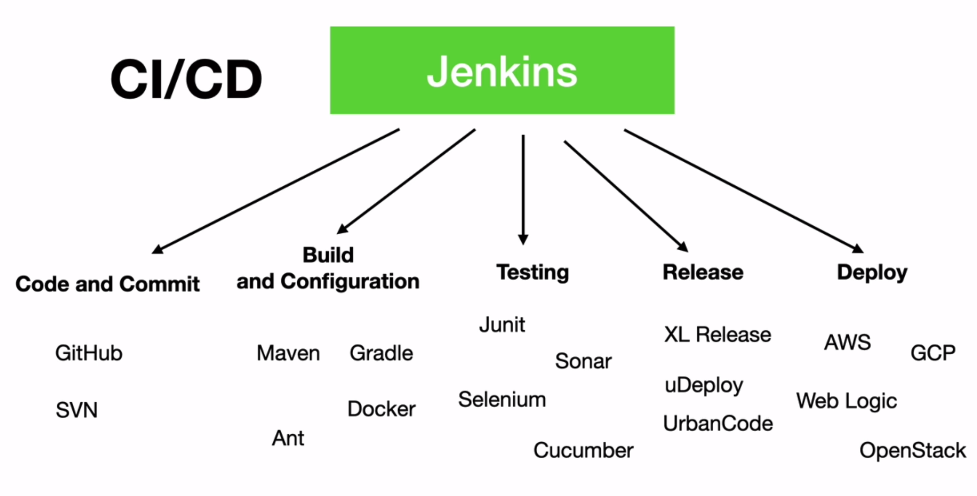 CI/CD
Jenkins
Code and Commit
GitHub
SVN
Build
and Configuration
Maven
Gradle
Docker
Ant
Testing
Junit
Sonar
Selenium
Cucumber
Release
XL Release
uDeploy
UrbanCode
Deploy
AWS
GCP
Web Logic
OpenStack